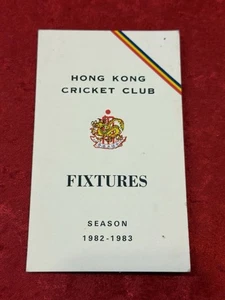 HONG KONG
CRICKET CLUB
FIXTURES
SEASON
1982-1983